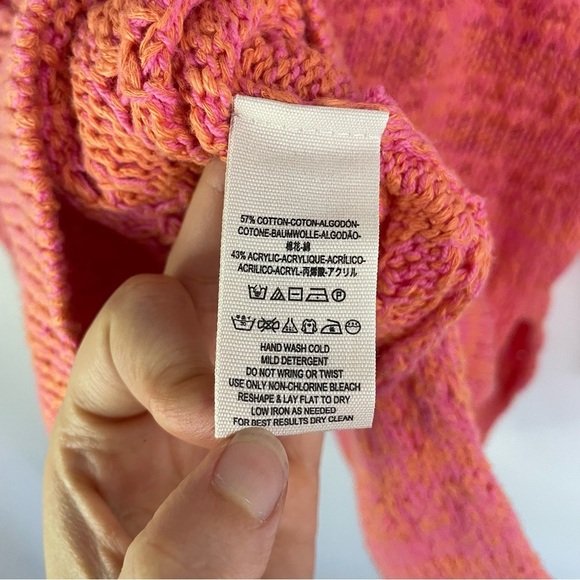 57% COTTON-COTON-ALGODÓN-
COTONE-BAUMWOLLE-ALGODÃO-
棉花-綿
43% ACRYLIC-ACRYLIQUE-ACRÍLICO-
ACRILICO-ACRYL-丙烯酸-アクリル
HAND WASH COLD
MILD DETERGENT
DO NOT WRING OR TWIST
USE ONLY NON-CHLORINE BLEACH
RESHAPE & LAY FLAT TO DRY
LOW IRON AS NEEDED
FOR BEST RESULTS DRY CLEAN